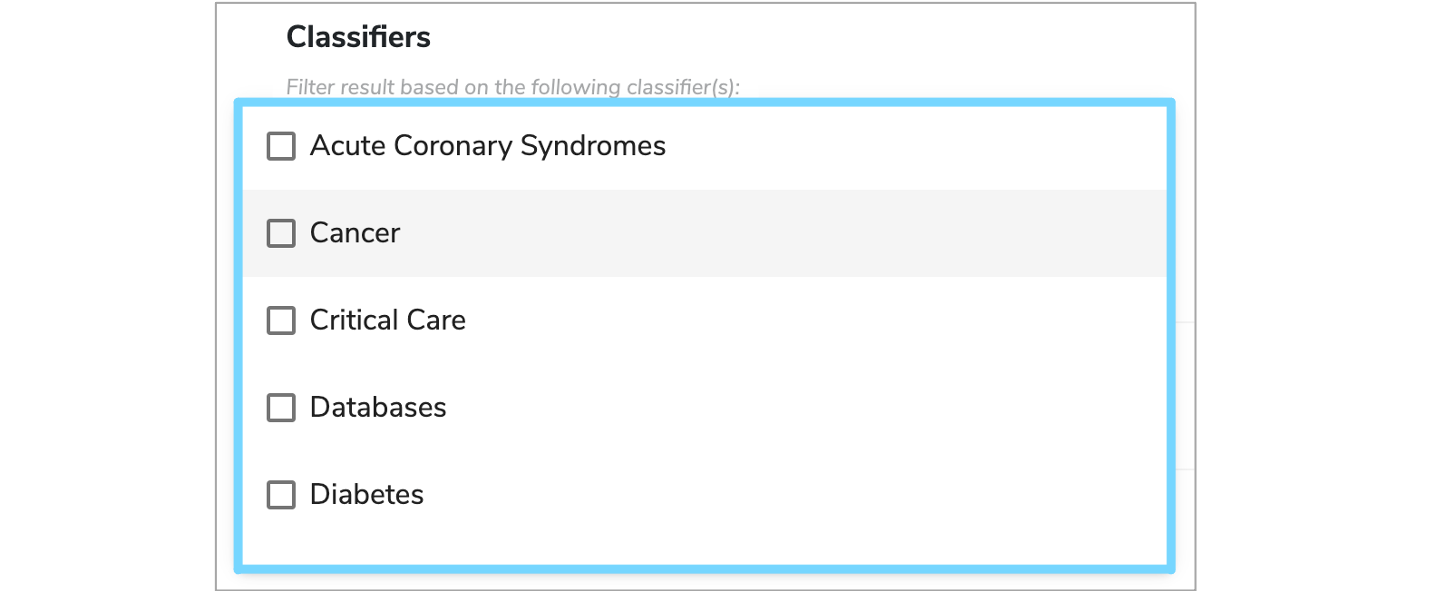 Classifiers
Filter result based on the following classifier(s):
Acute Coronary Syndromes
Cancer
Critical Care
Databases
Diabetes